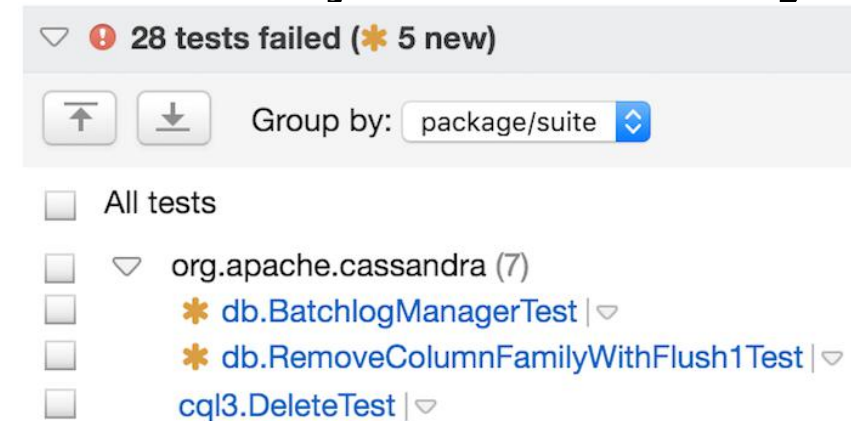 28 tests failed (✱ 5 new)
Group by: package/suite
All tests
org.apache.cassandra (7)
✱ db.BatchlogManagerTest |
✱ db.RemoveColumnFamilyWithFlush1Test |
cql3.DeleteTest |